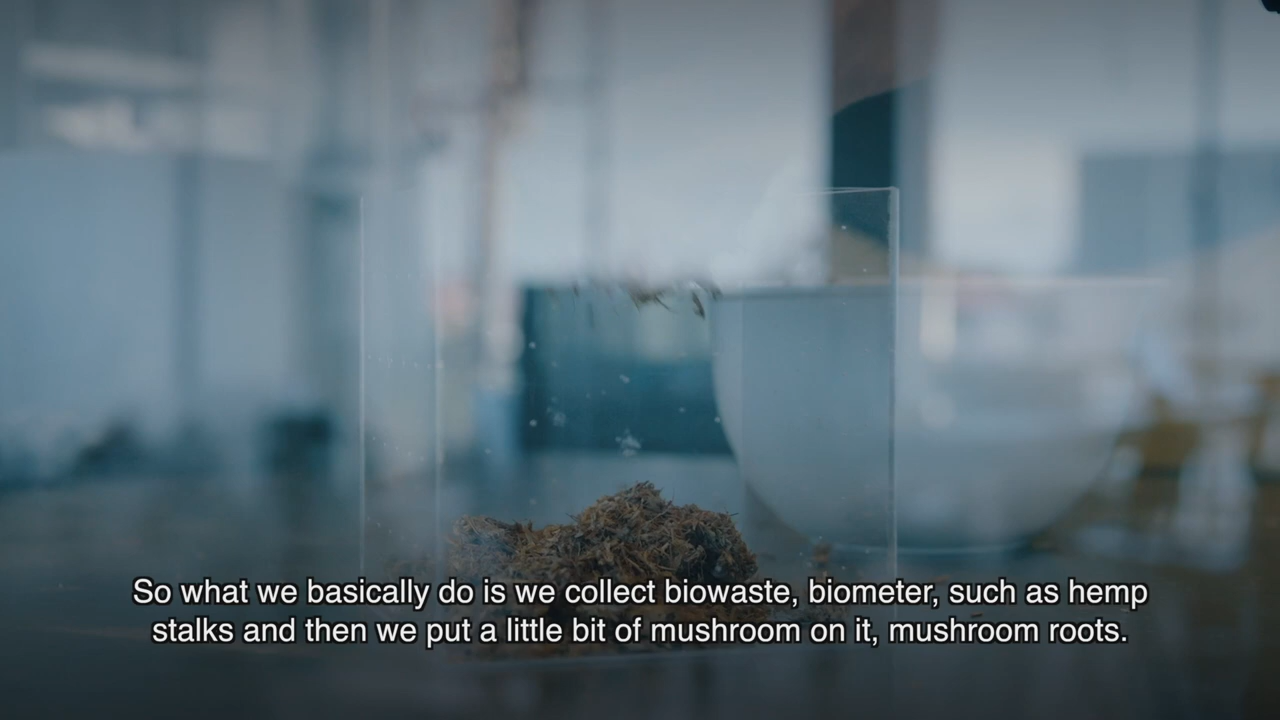 So what we basically do is we collect biowaste, biometer, such as hemp
stalks and then we put a little bit of mushroom on it, mushroom roots.